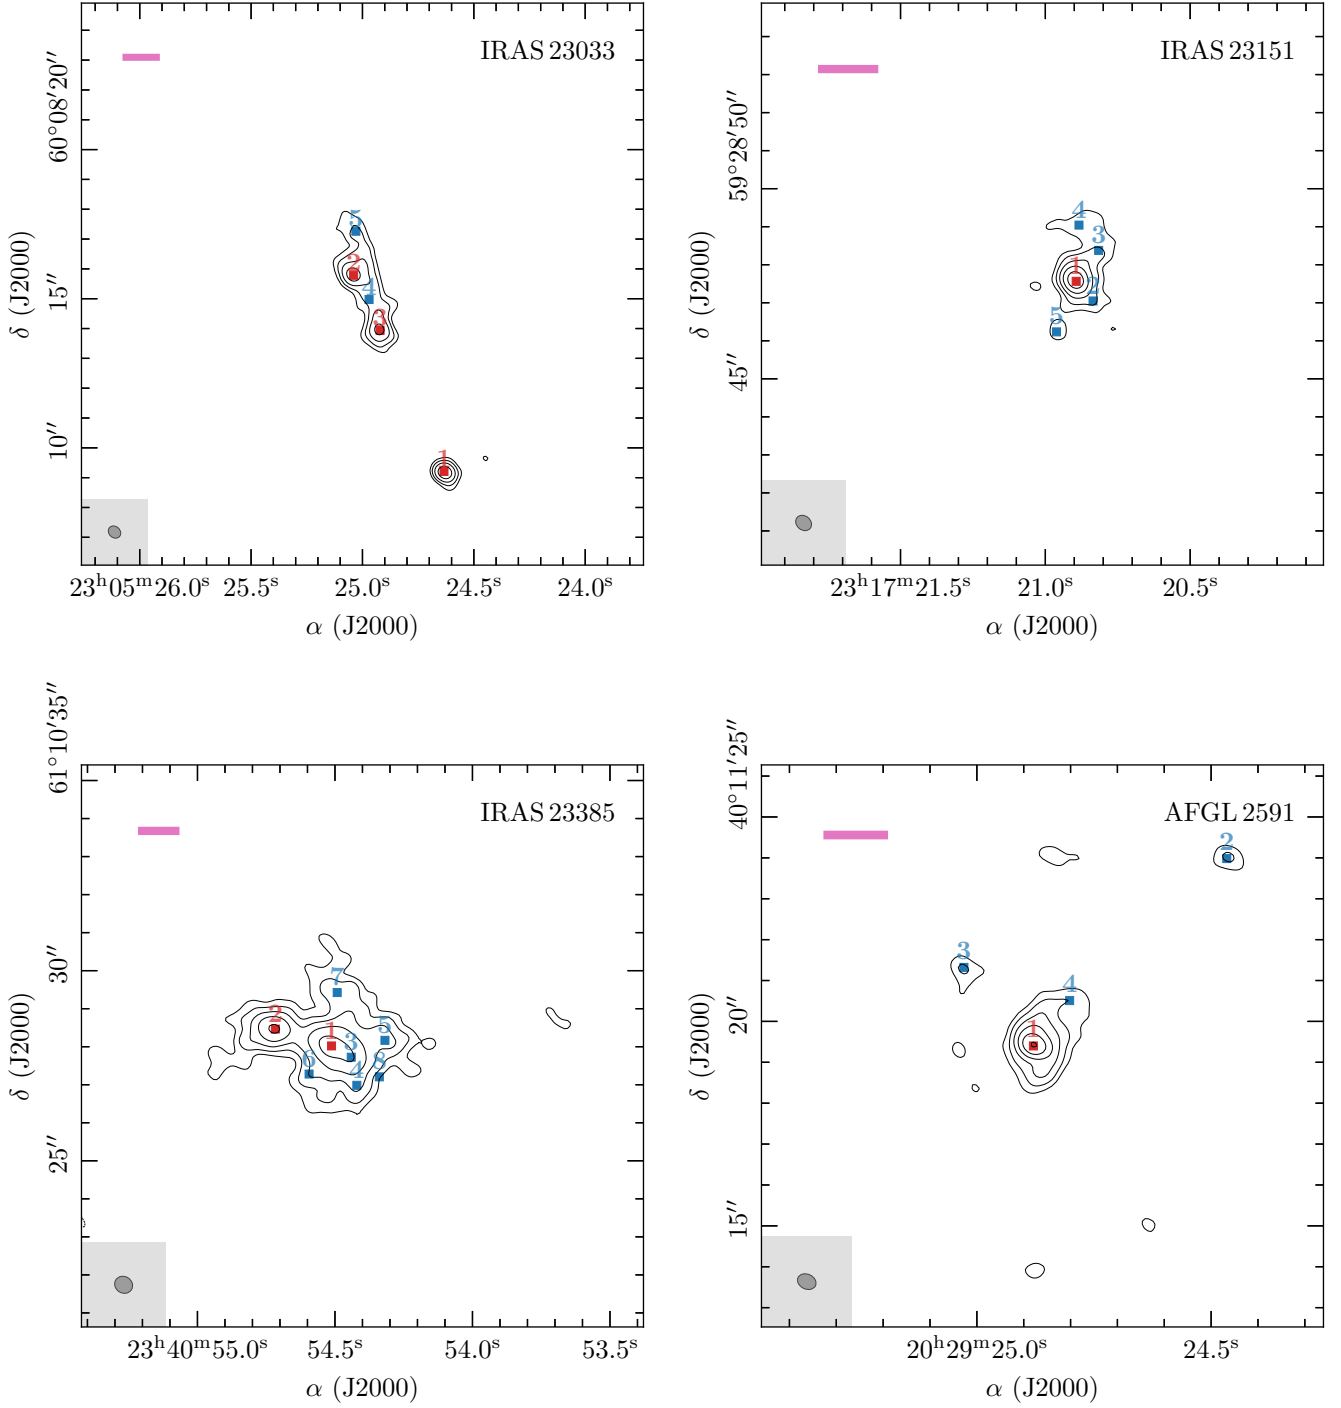 IRAS 23033
60°08′20″
15″
10″
δ (J2000)
5
2
4
3
1
23ʰ05ᵐ26.0ˢ 25.5ˢ 25.0ˢ 24.5ˢ 24.0ˢ
α (J2000)
IRAS 23151
59°28′50″
45″
δ (J2000)
4
3
1
2
5
23ʰ17ᵐ21.5ˢ 21.0ˢ 20.5ˢ
α (J2000)
IRAS 23385
61°10′35″
30″
25″
δ (J2000)
7
2
1
5
3
6
4
8
23ʰ40ᵐ55.0ˢ 54.5ˢ 54.0ˢ 53.5ˢ
α (J2000)
AFGL 2591
40°11′25″
20″
15″
δ (J2000)
2
3
4
1
20ʰ29ᵐ25.0ˢ 24.5ˢ
α (J2000)